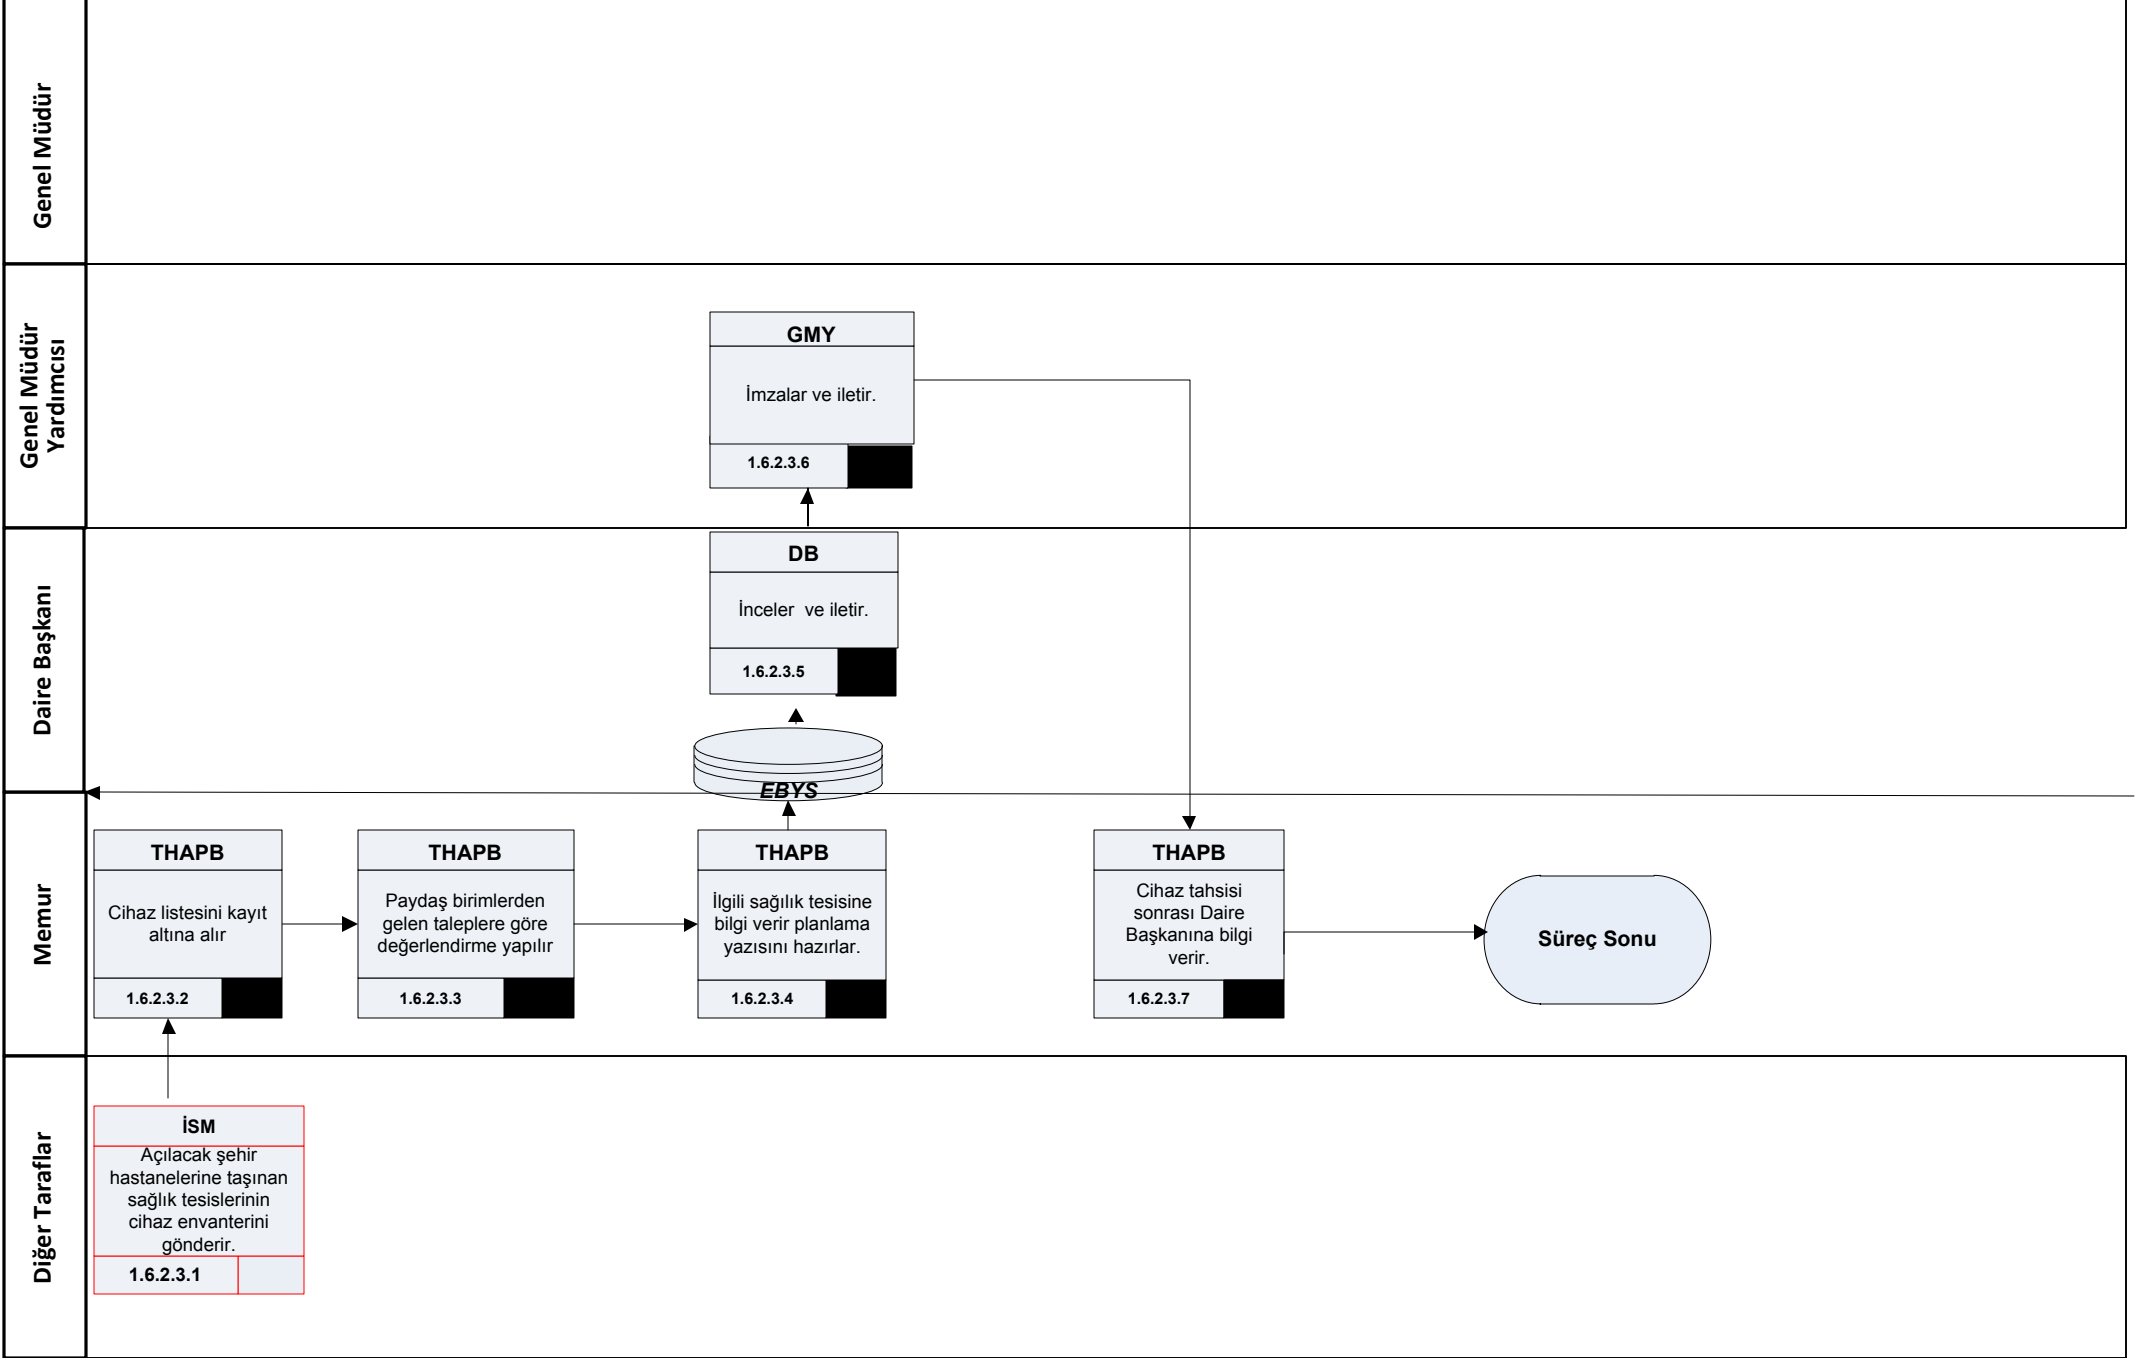 Genel Müdür
Genel Müdür
Yardımcısı
GMY
İmzalar ve iletir.
1.6.2.3.6
Daire Başkanı
DB
İnceler ve iletir.
1.6.2.3.5
EBYS
Memur
THAPB
Cihaz listesini kayıt
altına alır
1.6.2.3.2
THAPB
Paydaş birimlerden
gelen taleplere göre
değerlendirme yapılır
1.6.2.3.3
THAPB
İlgili sağılık tesisine
bilgi verir planlama
yazısını hazırlar.
1.6.2.3.4
THAPB
Cihaz tahsisi
sonrası Daire
Başkanına bilgi
verir.
1.6.2.3.7
Süreç Sonu
Diğer Taraflar
İSM
Açılacak şehir
hastanelerine taşınan
sağlık tesislerinin
cihaz envanterini
gönderir.
1.6.2.3.1